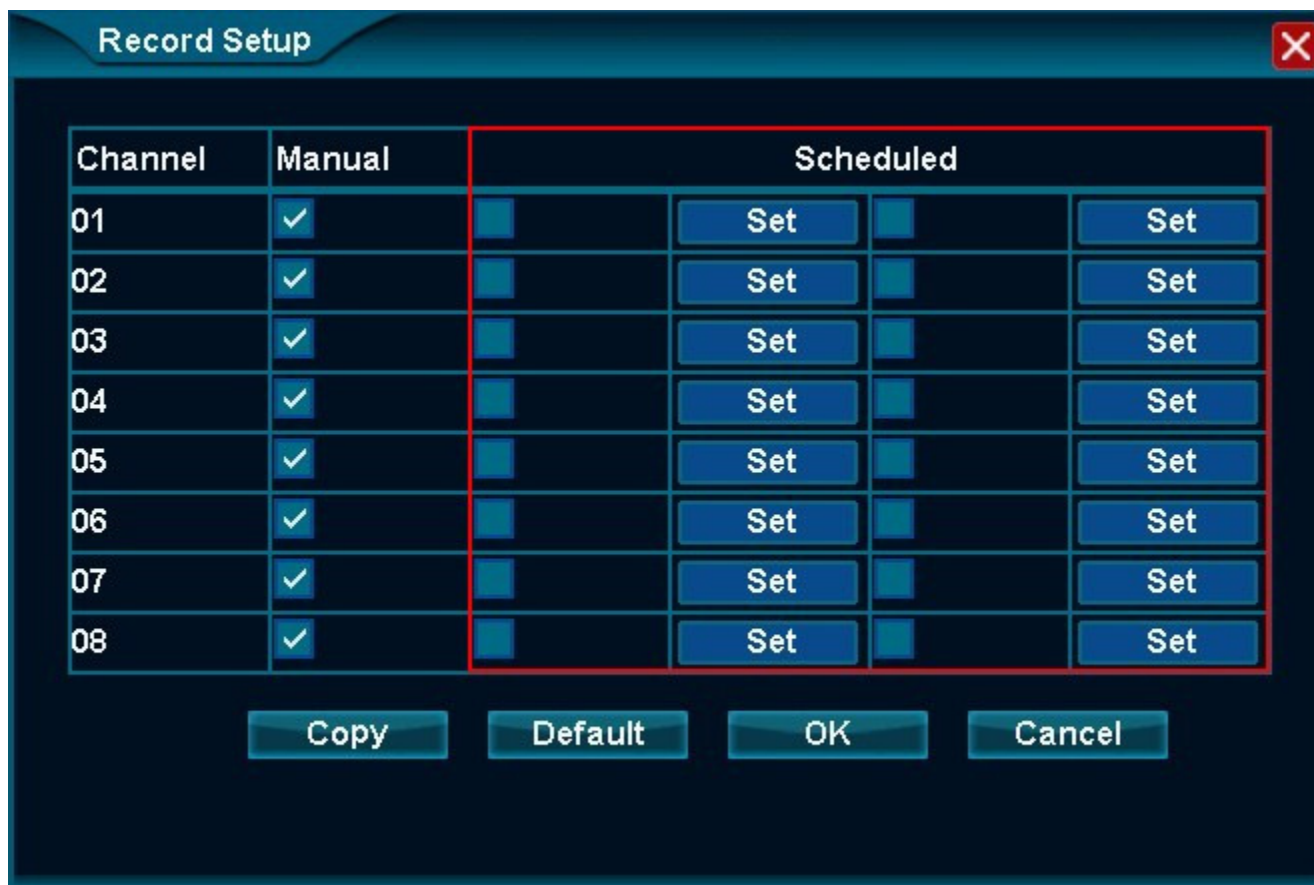 Record Setup
Channel Manual Scheduled
01 Set Set
02 Set Set
03 Set Set
04 Set Set
05 Set Set
06 Set Set
07 Set Set
08 Set Set
Copy Default OK Cancel